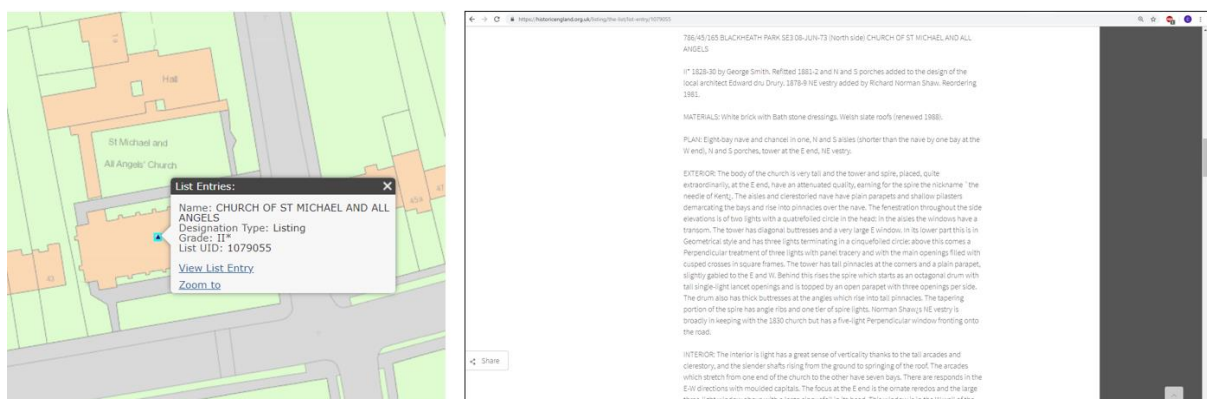 Hall
St Michael and
All Angels' Church
43
45a
47
List Entries:
Name: CHURCH OF ST MICHAEL AND ALL
ANGELS
Designation Type: Listing
Grade: II*
List UID: 1079055
View List Entry
Zoom to
https://historicengland.org.uk/listing/the-list/list-entry/1079055
786/45/165 BLACKHEATH PARK SE3 08-JUN-73 (North side) CHURCH OF ST MICHAEL AND ALL
ANGELS
II* 1828-30 by George Smith. Refitted 1881-2 and N and S porches added to the design of the
local architect Edward dru Drury. 1878-9 NE vestry added by Richard Norman Shaw. Reordering
1981.
MATERIALS: White brick with Bath stone dressings. Welsh slate roofs (renewed 1988).
PLAN: Eight-bay nave and chancel in one, N and S aisles (shorter than the nave by one bay at the
W end), N and S porches, tower at the E end, NE vestry.
EXTERIOR: The body of the church is very tall and the tower and spire, placed, quite
extraordinarily, at the E end, have an attenuated quality, earning for the spire the nickname `the
needle of Kent¿. The aisles and clerestoried nave have plain parapets and shallow pilasters
demarcating the bays and rise into pinnacles over the nave. The fenestration throughout the side
elevations is of two lights with a quatrefoiled circle in the head: in the aisles the windows have a
transom. The tower has diagonal buttresses and a very large E window. In its lower part this is in
Geometrical style and has three lights terminating in a cinquefoiled circle: above this comes a
Perpendicular treatment of three lights with panel tracery and with the main openings filled with
cusped crosses in square frames. The tower has tall pinnacles at the corners and a plain parapet,
slightly gabled to the E and W. Behind this rises the spire which starts as an octagonal drum with
tall single-light lancet openings and is topped by an open parapet with three openings per side.
The drum also has thick buttresses at the angles which rise into tall pinnacles. The tapering
portion of the spire has angle ribs and one tier of spire lights. Norman Shaw¿s NE vestry is
broadly in keeping with the 1830 church but has a five-light Perpendicular window fronting onto
the road.
INTERIOR: The interior is light has a great sense of verticality thanks to the tall arcades and
clerestory, and the slender shafts rising from the ground to springing of the roof. The arcades
which stretch from one end of the church to the other have seven bays. There are responds in the
E-W directions with moulded capitals. The focus at the E end is the ornate reredos and the large
Share